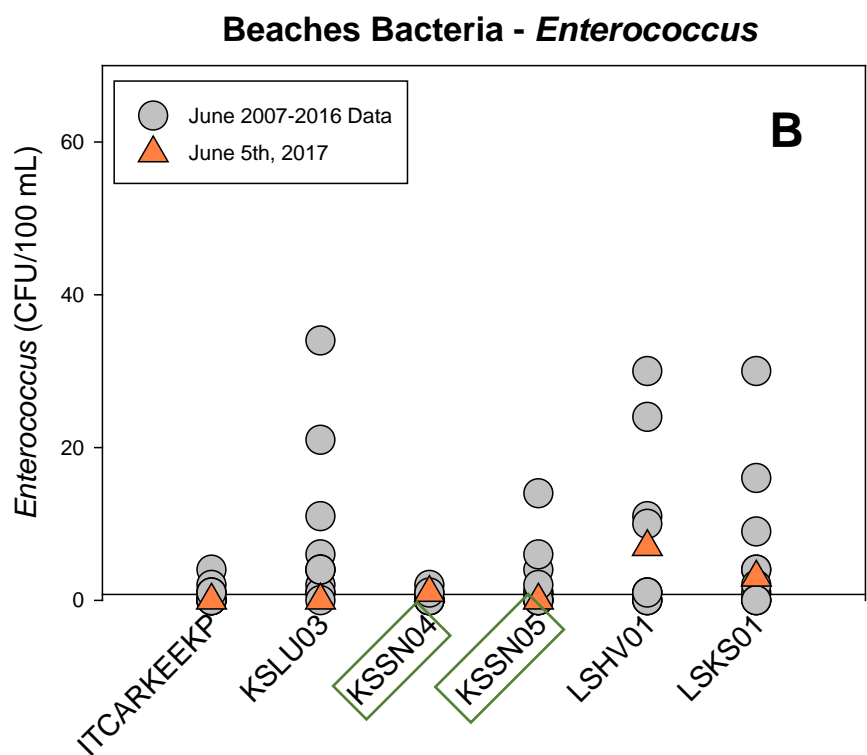 Beaches Bacteria - Enterococcus
B
June 2007-2016 Data
June 5th, 2017
Enterococcus (CFU/100 mL)
60
40
20
0
ITCARKEEKP
KSLU03
KSSN04
KSSN05
LSHV01
LSKS01